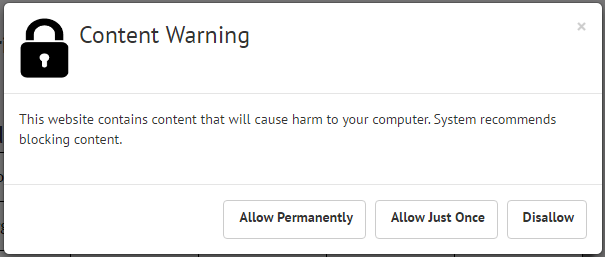 Content Warning
×
This website contains content that will cause harm to your computer. System recommends
blocking content.
Allow Permanently
Allow Just Once
Disallow